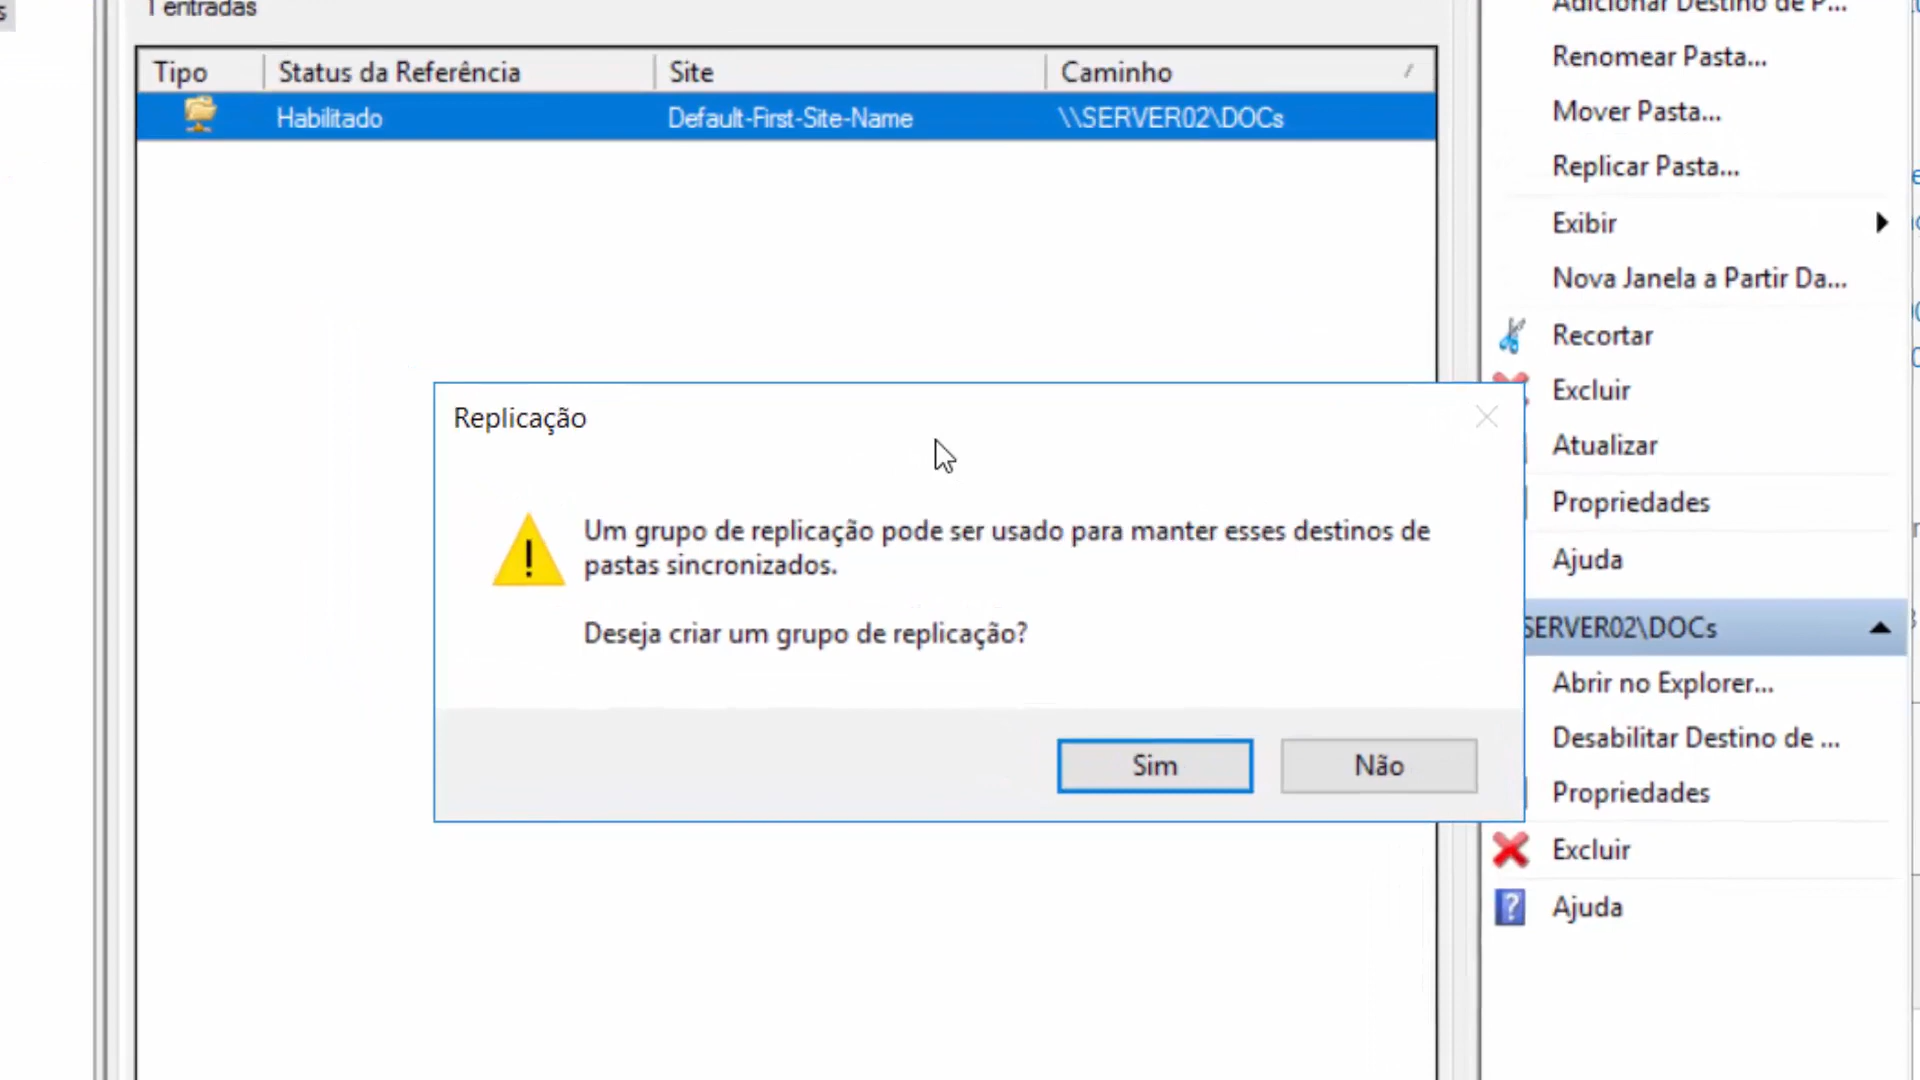 1 entradas
Tipo Status da Referência Site Caminho
Habilitado Default-First-Site-Name \\SERVER02\DOCs
Replicação
Um grupo de replicação pode ser usado para manter esses destinos de
pastas sincronizados.
Deseja criar um grupo de replicação?
Sim Não
Adicionar Destino de P...
Renomear Pasta...
Mover Pasta...
Replicar Pasta...
Exibir
Nova Janela a Partir Da...
Recortar
Excluir
Atualizar
Propriedades
Ajuda
SERVER02\DOCs
Abrir no Explorer...
Desabilitar Destino de ...
Propriedades
Excluir
Ajuda